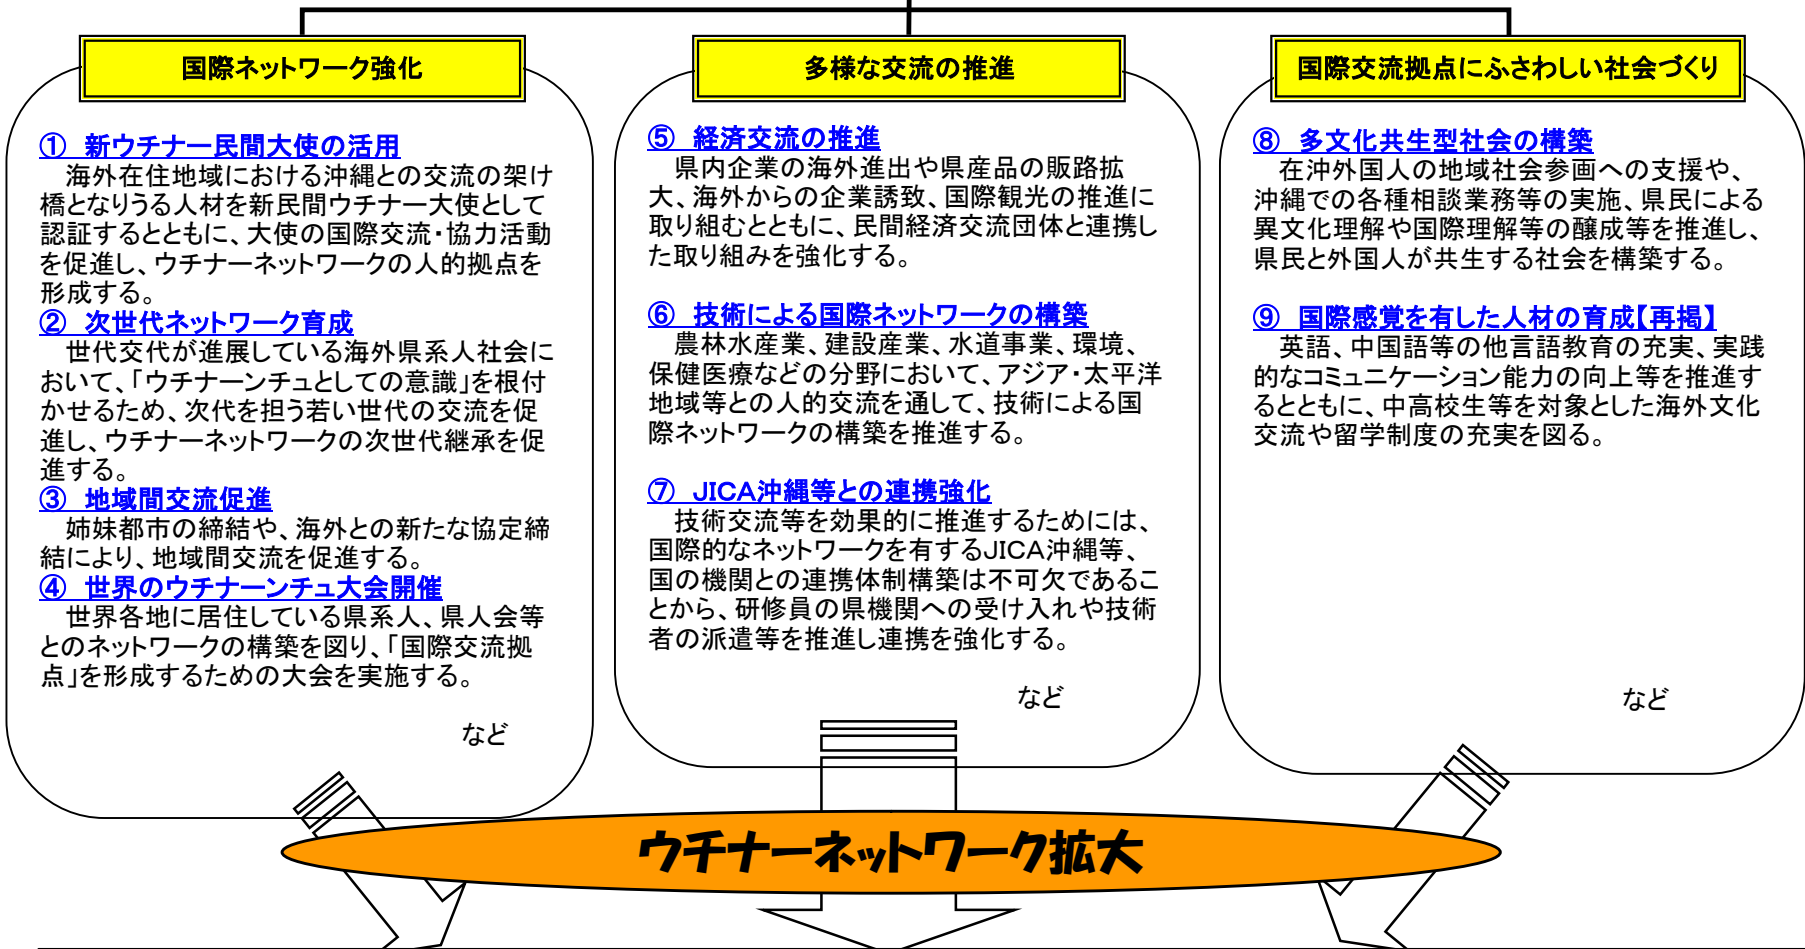 国際ネットワーク強化
① 新ウチナー民間大使の活用
海外在住地域における沖縄との交流の架け
橋となりうる人材を新民間ウチナー大使として
認証するとともに、大使の国際交流・協力活動
を促進し、ウチナーネットワークの人的拠点を
形成する。
② 次世代ネットワーク育成
世代交代が進展している海外県系人社会に
おいて、「ウチナーンチュとしての意識」を根付
かせるため、次代を担う若い世代の交流を促
進し、ウチナーネットワークの次世代継承を促
進する。
③ 地域間交流促進
姉妹都市の締結や、海外との新たな協定締
結により、地域間交流を促進する。
④ 世界のウチナーンチュ大会開催
世界各地に居住している県系人、県人会等
とのネットワークの構築を図り、「国際交流拠
点」を形成するための大会を実施する。
など
多様な交流の推進
⑤ 経済交流の推進
県内企業の海外進出や県産品の販路拡
大、海外からの企業誘致、国際観光の推進に
取り組むとともに、民間経済交流団体と連携し
た取り組みを強化する。
⑥ 技術による国際ネットワークの構築
農林水産業、建設産業、水道事業、環境、
保健医療などの分野において、アジア・太平洋
地域等との人的交流を通して、技術による国
際ネットワークの構築を推進する。
⑦ JICA沖縄等との連携強化
技術交流等を効果的に推進するためには、
国際的なネットワークを有するJICA沖縄等、
国の機関との連携体制構築は不可欠であるこ
とから、研修員の県機関への受け入れや技術
者の派遣等を推進し連携を強化する。
など
国際交流拠点にふさわしい社会づくり
⑧ 多文化共生型社会の構築
在沖外国人の地域社会参画への支援や、
沖縄での各種相談業務等の実施、県民による
異文化理解や国際理解等の醸成等を推進し、
県民と外国人が共生する社会を構築する。
⑨ 国際感覚を有した人材の育成【再掲】
英語、中国語等の他言語教育の充実、実践
的なコミュニケーション能力の向上等を推進す
るとともに、中高校生等を対象とした海外文化
交流や留学制度の充実を図る。
など
ウチナーネットワーク拡大